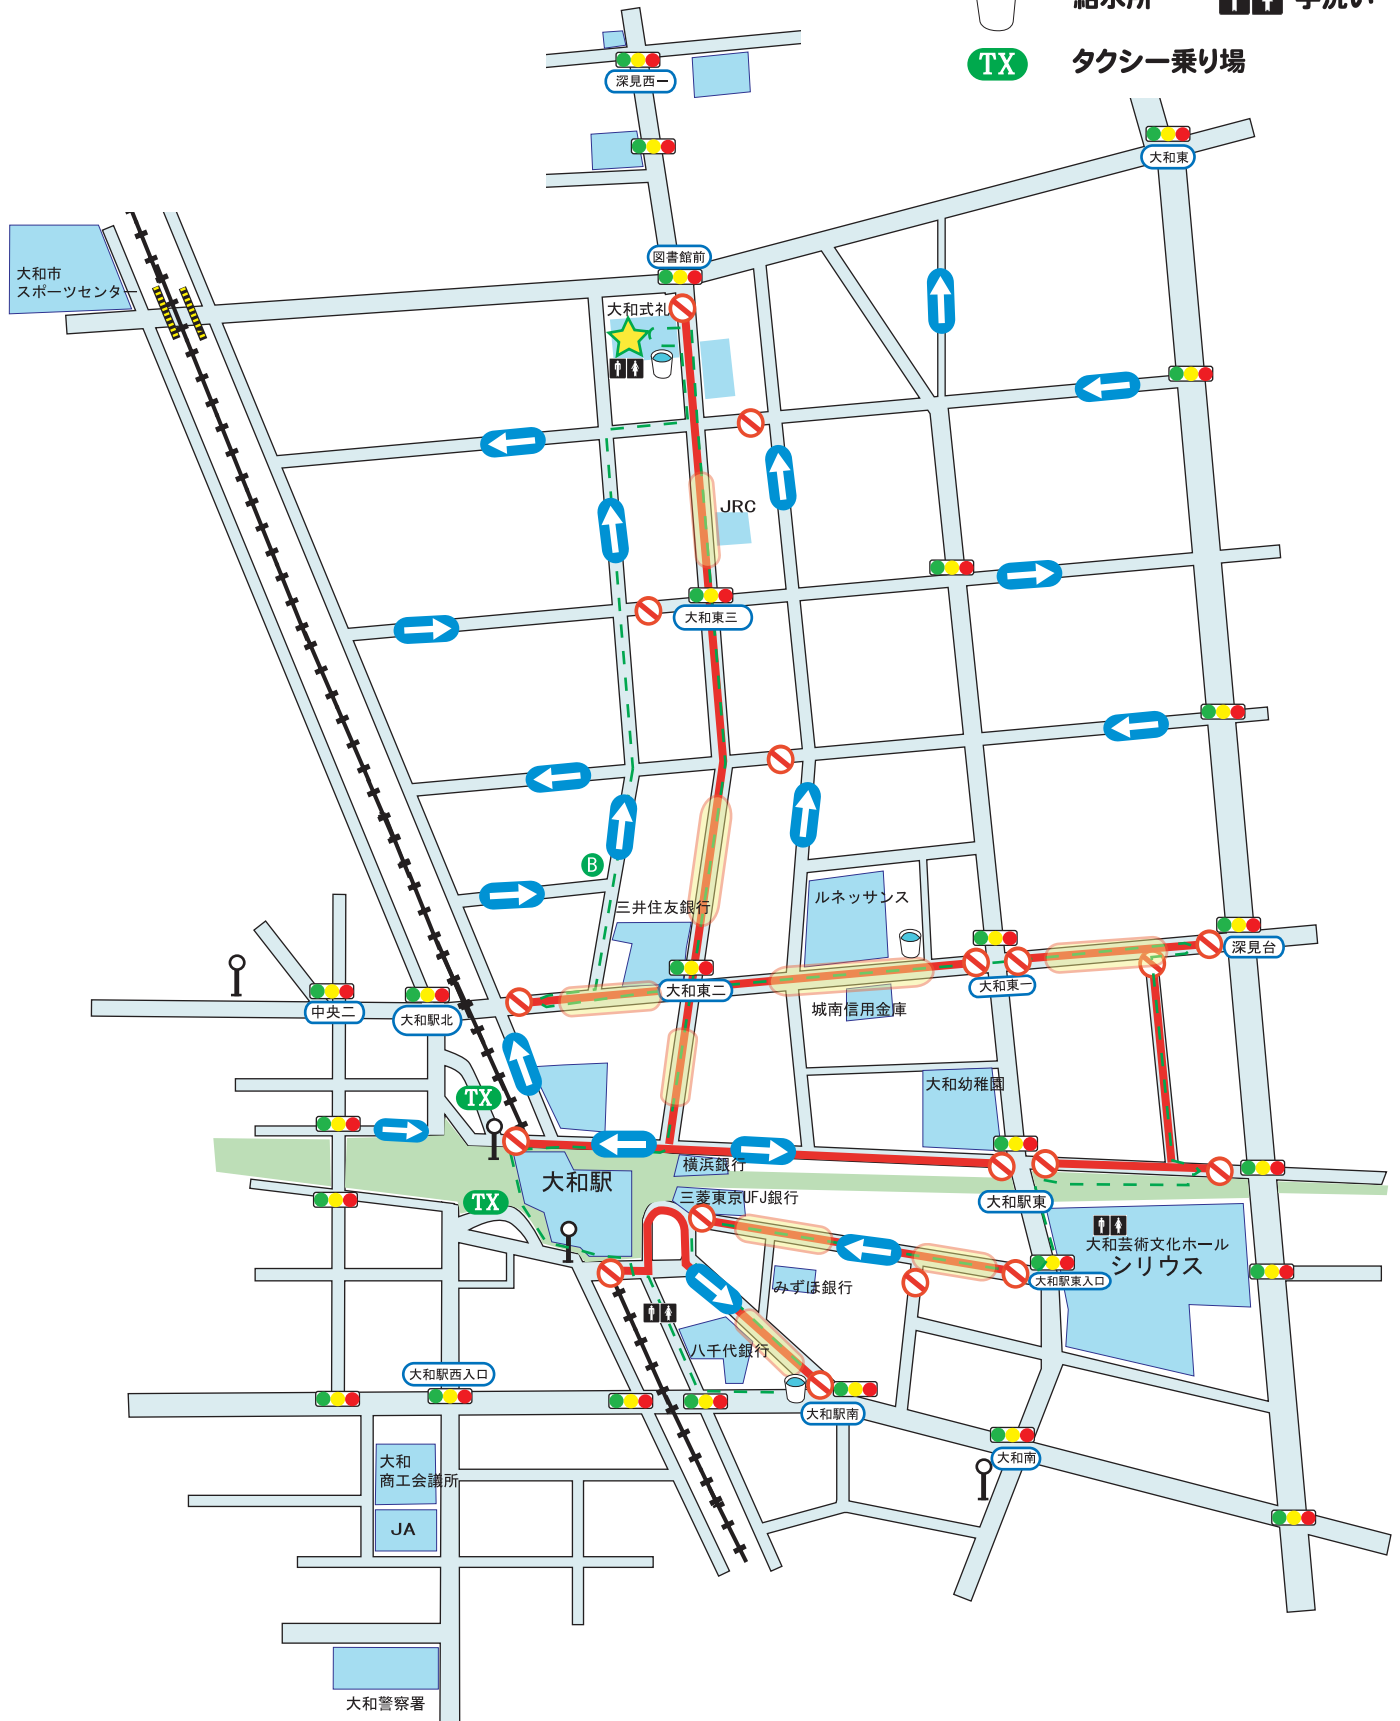 給水所
手洗い
TX
タクシー乗り場
深見西一
大和東
図書館前
大和市
スポーツセンター
大和式礼
JRC
大和東三
B
三井住友銀行
ルネッサンス
深見台
大和東二
大和東一
城南信用金庫
中央二
大和駅北
大和幼稚園
TX
横浜銀行
大和駅
三菱東京UFJ銀行
大和駅東
TX
大和芸術文化ホール
シリウス
大和駅東入口
みずほ銀行
八千代銀行
大和駅西入口
大和駅南
大和南
大和
商工会議所
JA
大和警察署